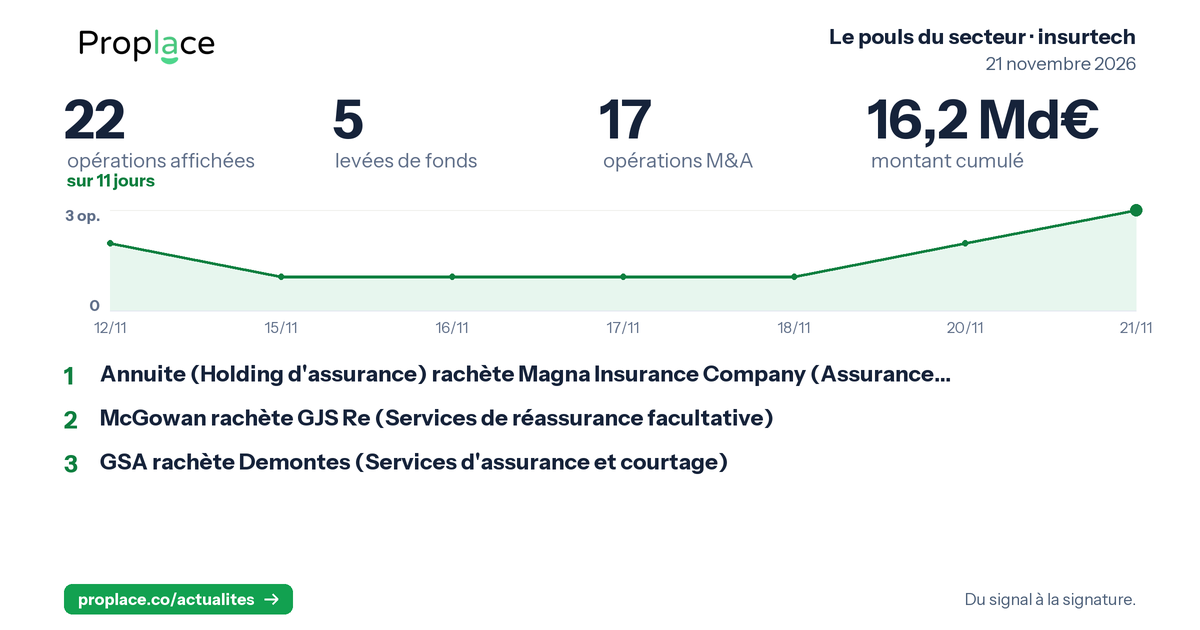 Proplace
Le pouls du secteur · insurtech
21 novembre 2026
22
opérations affichées
sur 11 jours
5
levées de fonds
17
opérations M&A
16,2 Md€
montant cumulé
3 op.
0
12/11 15/11 16/11 17/11 18/11 20/11 21/11
1 Annuite (Holding d'assurance) rachète Magna Insurance Company (Assurance...
2 McGowan rachète GJS Re (Services de réassurance facultative)
3 GSA rachète Demontes (Services d'assurance et courtage)
proplace.co/actualites →
Du signal à la signature.